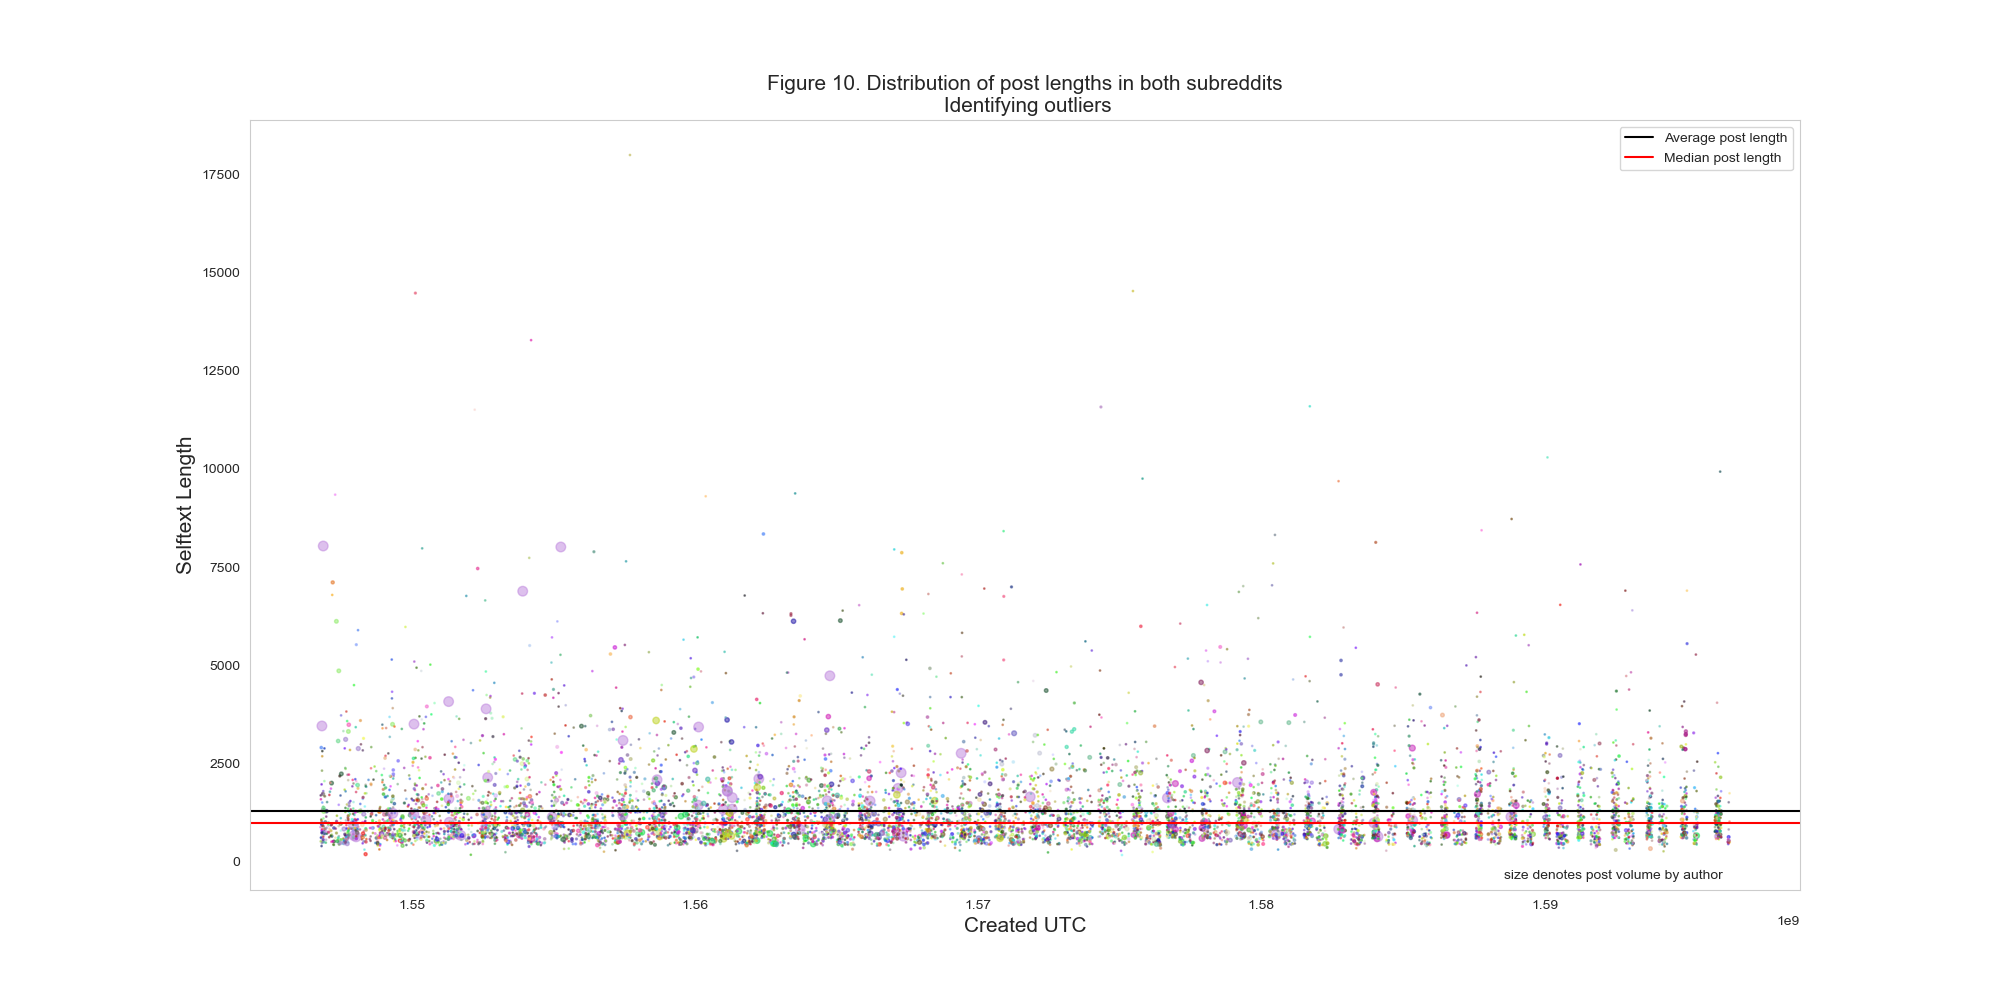 Figure 10. Distribution of post lengths in both subreddits
Identifying outliers
Average post length
Median post length
17500
15000
12500
10000
7500
5000
2500
0
Selftext Length
size denotes post volume by author
1.55
1.56
1.57
1.58
1.59
1e9
Created UTC